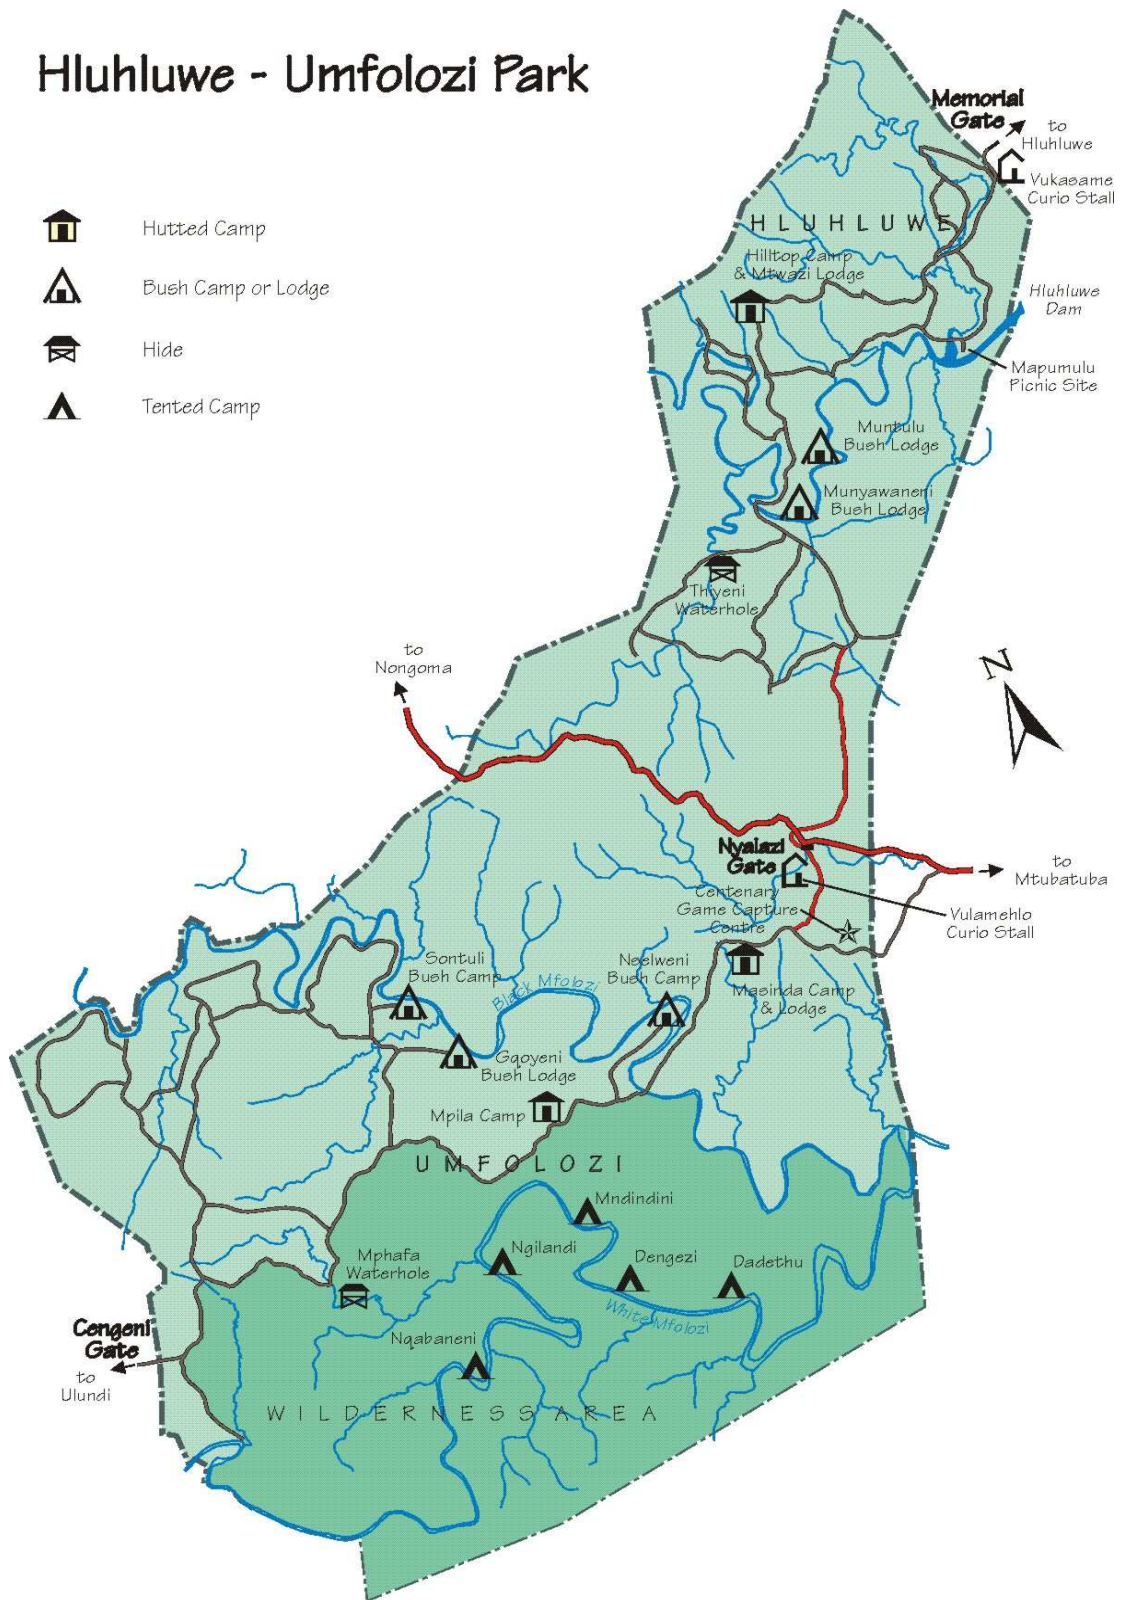 Hluhluwe - Umfolozi Park
Hutted Camp
Bush Camp or Lodge
Hide
Tented Camp
Memorial
Gate
to
Hluhluwe
Vukasame
Curio Stall
HLUHLUWE
Hilltop Camp
& Mtwazi Lodge
Hluhluwe
Dam
Mapumulu
Picnic Site
Muntulu
Bush Lodge
Munyawaneni
Bush Lodge
Thiyeni
Waterhole
to
Nongoma
N
Nyalazi
Gate
to
Mtubatuba
Centenary
Game Capture
Centre
Vulamehlo
Curio Stall
Sontuli
Bush Camp
Nselweni
Bush Camp
Black Mfolozi
Masinda Camp
& Lodge
Gqoyeni
Bush Lodge
Mpila Camp
UMFOLOZI
Mndindini
Ngilandi
Dengezi
Dadethu
Mphafa
Waterhole
White Mfolozi
Cengeni
Gate
to
Ulundi
Nqabaneni
WILDERNESS AREA